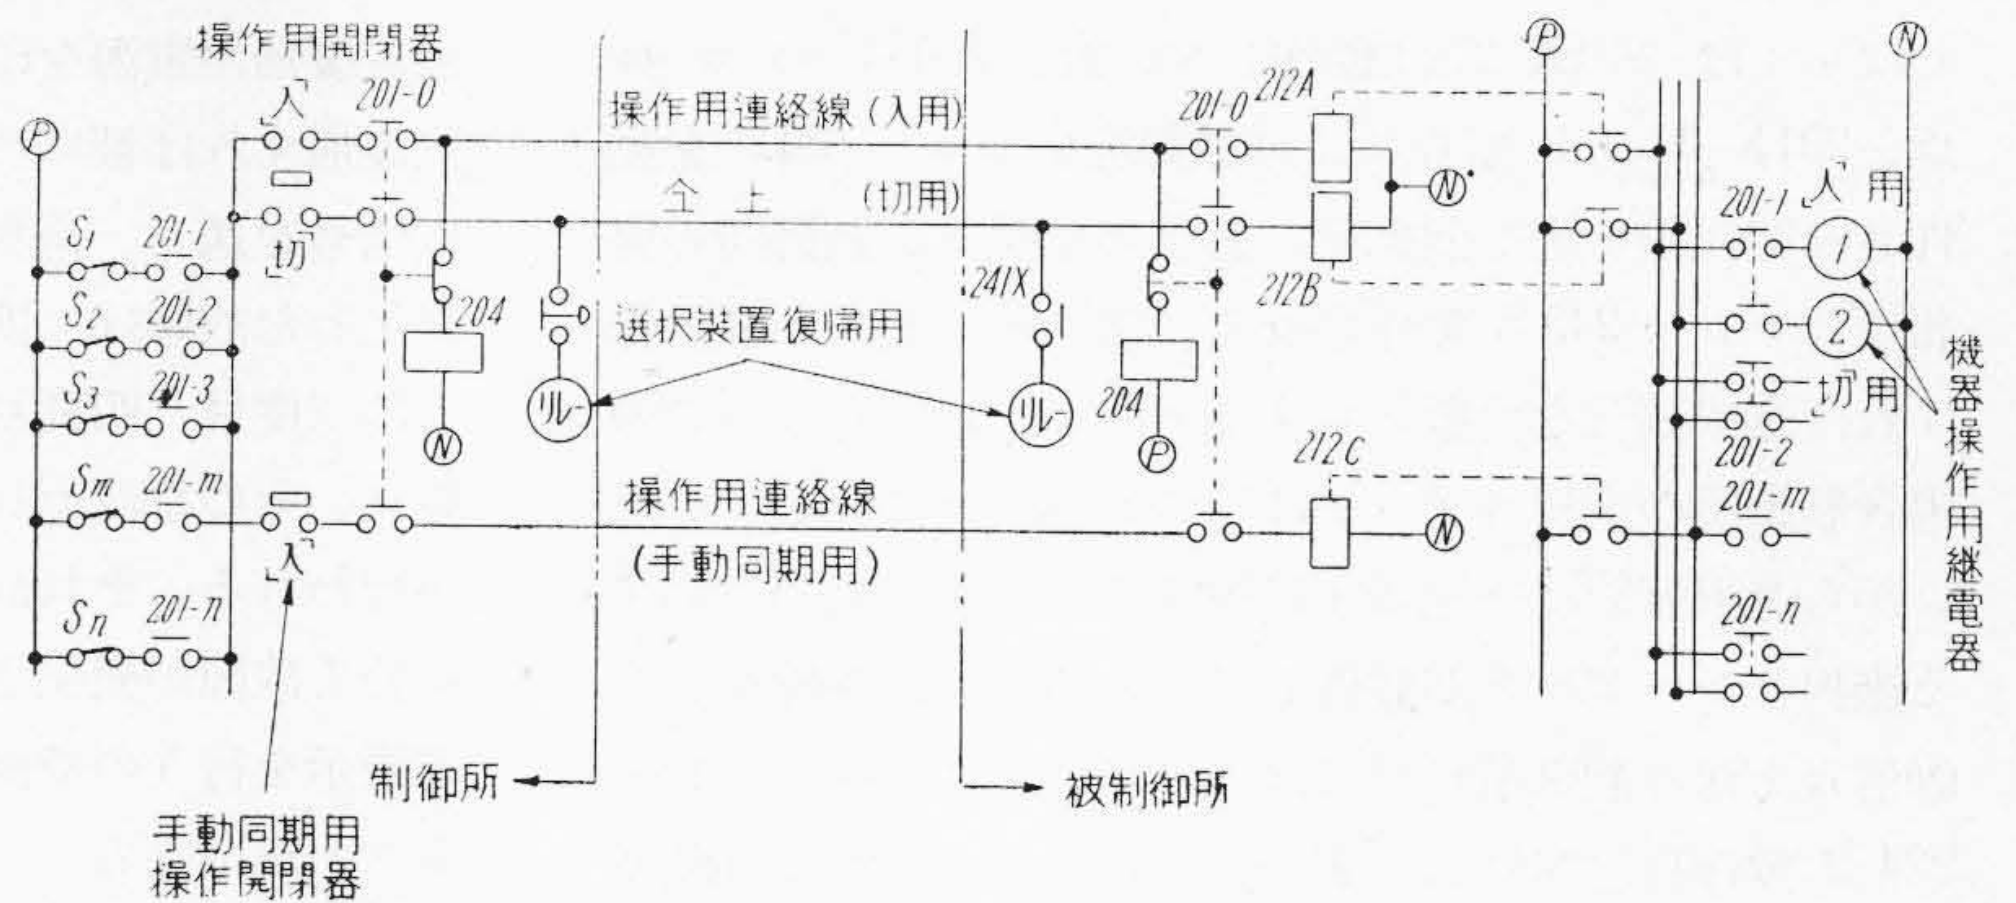 操作用開閉器
「入」
201-0
操作用連絡線 (入用)
201-0
212A
P
N
P
仝上 (切用)
N
201-1
「入」用
S1
201-1
「切」
241X
212B
1
S2
201-2
204
選択装置復帰用
2
S3
201-3
リレー
リレー
204
「切」用
機器操作用継電器
N
P
201-2
Sm
201-m
操作用連絡線
212C
201-m
「入」
(手動同期用)
N
Sn
201-n
201-n
制御所
被制御所
手動同期用
操作開閉器